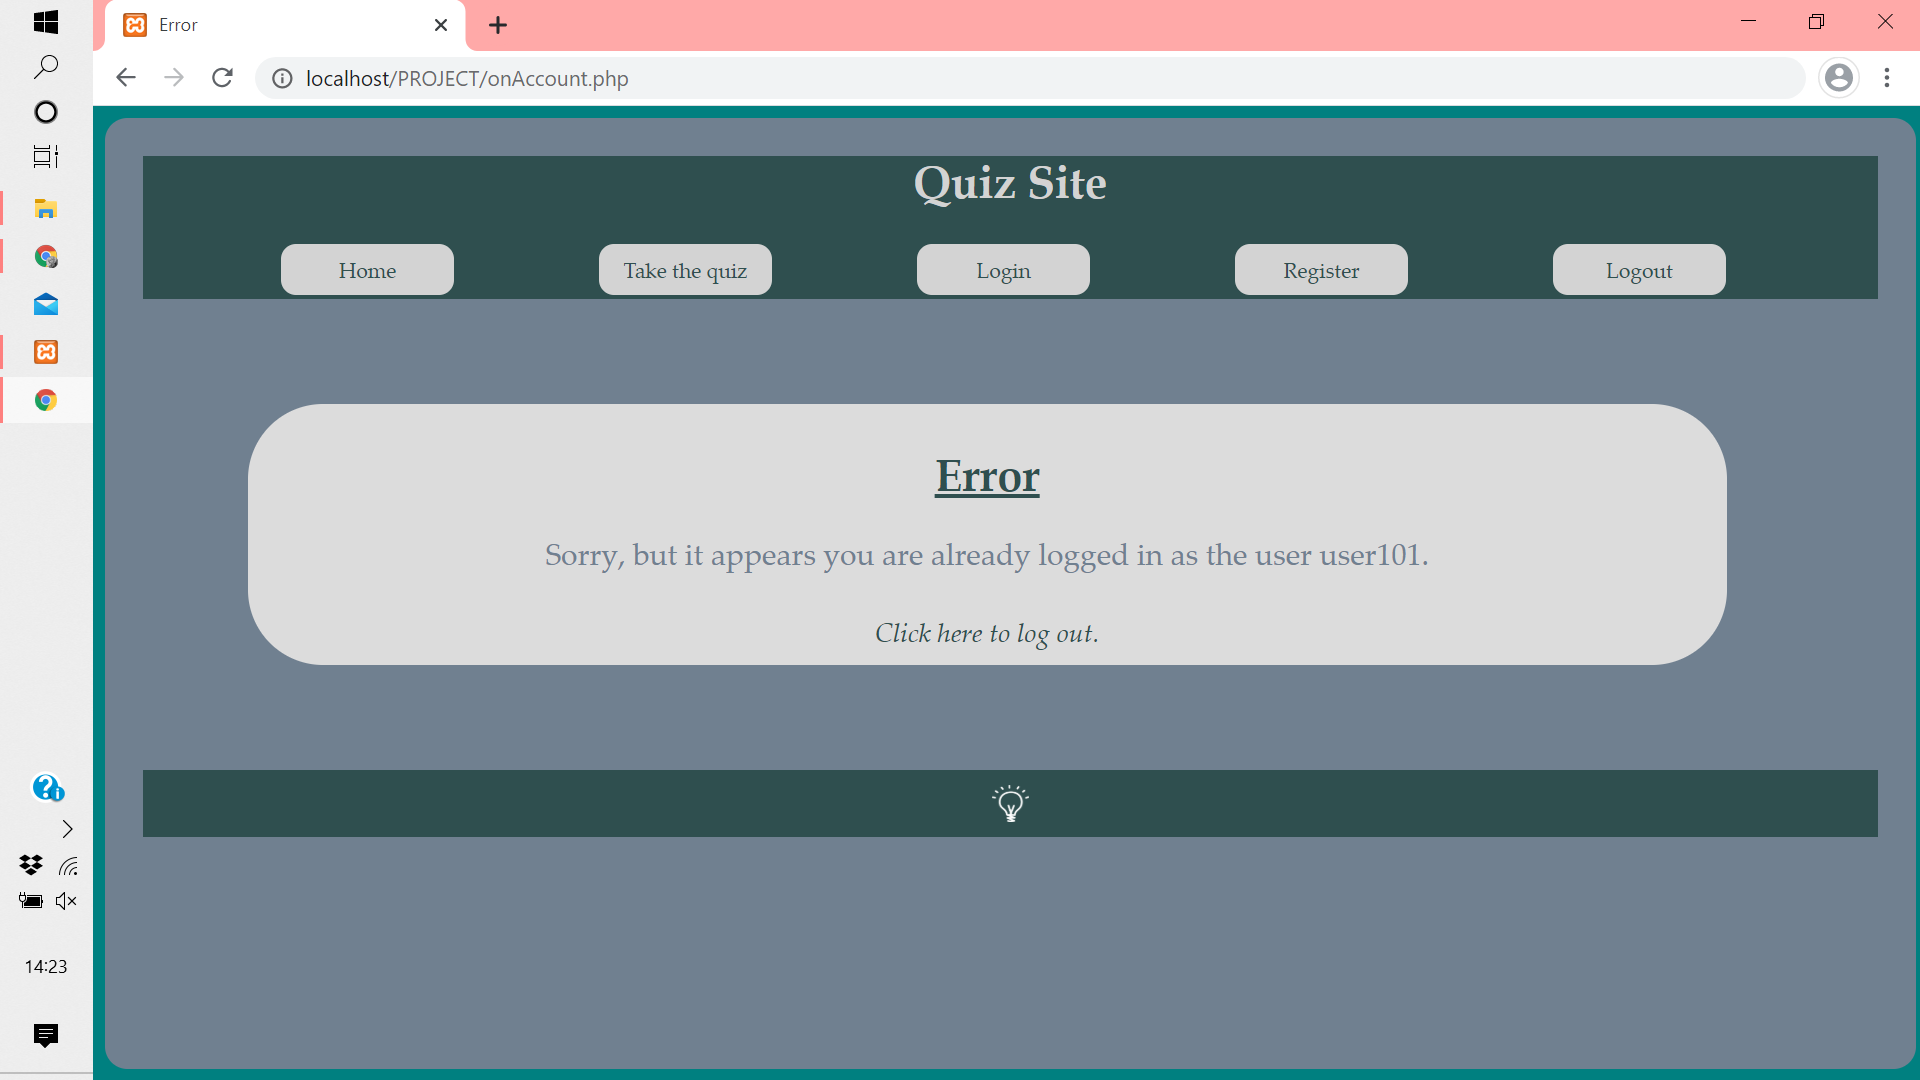 Error
localhost/PROJECT/onAccount.php
Quiz Site
Home
Take the quiz
Login
Register
Logout
Error
Sorry, but it appears you are already logged in as the user user101.
Click here to log out.
14:23